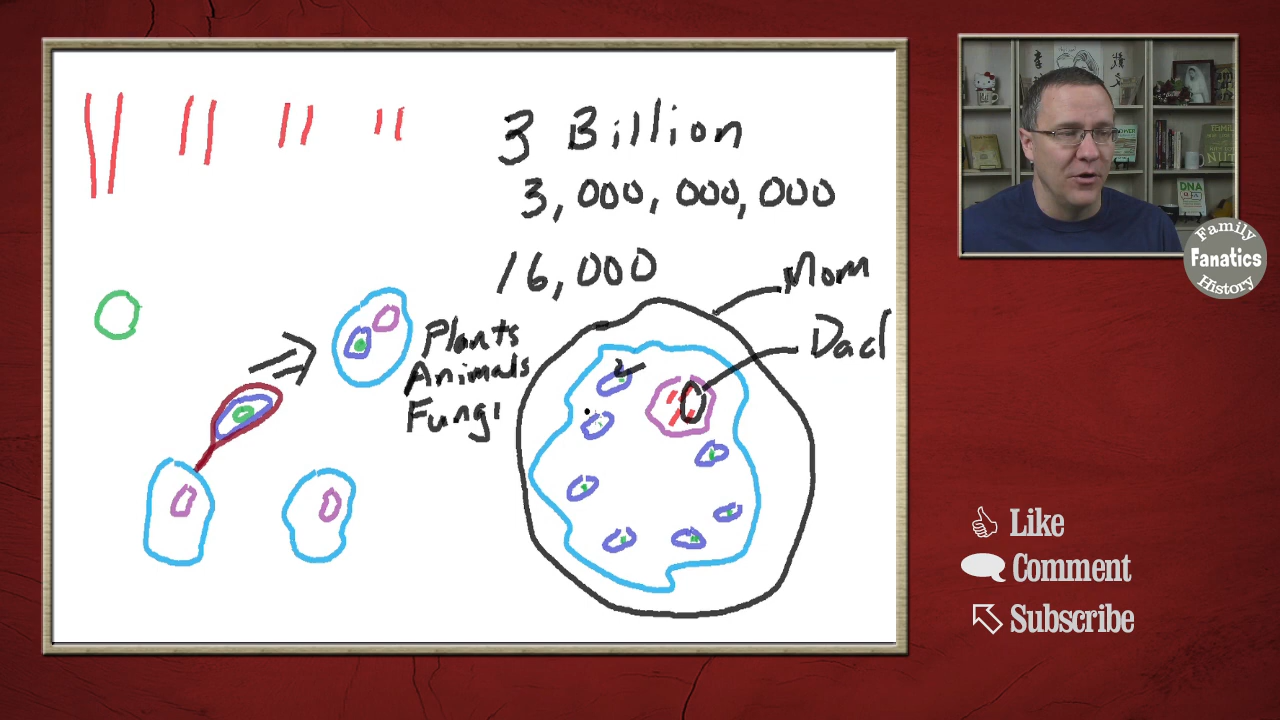 3 Billion
3,000,000,000
16,000
Mom
Dad
Plants
Animals
Fungi
DNA
Family
Fanatics
History
Like
Comment
Subscribe